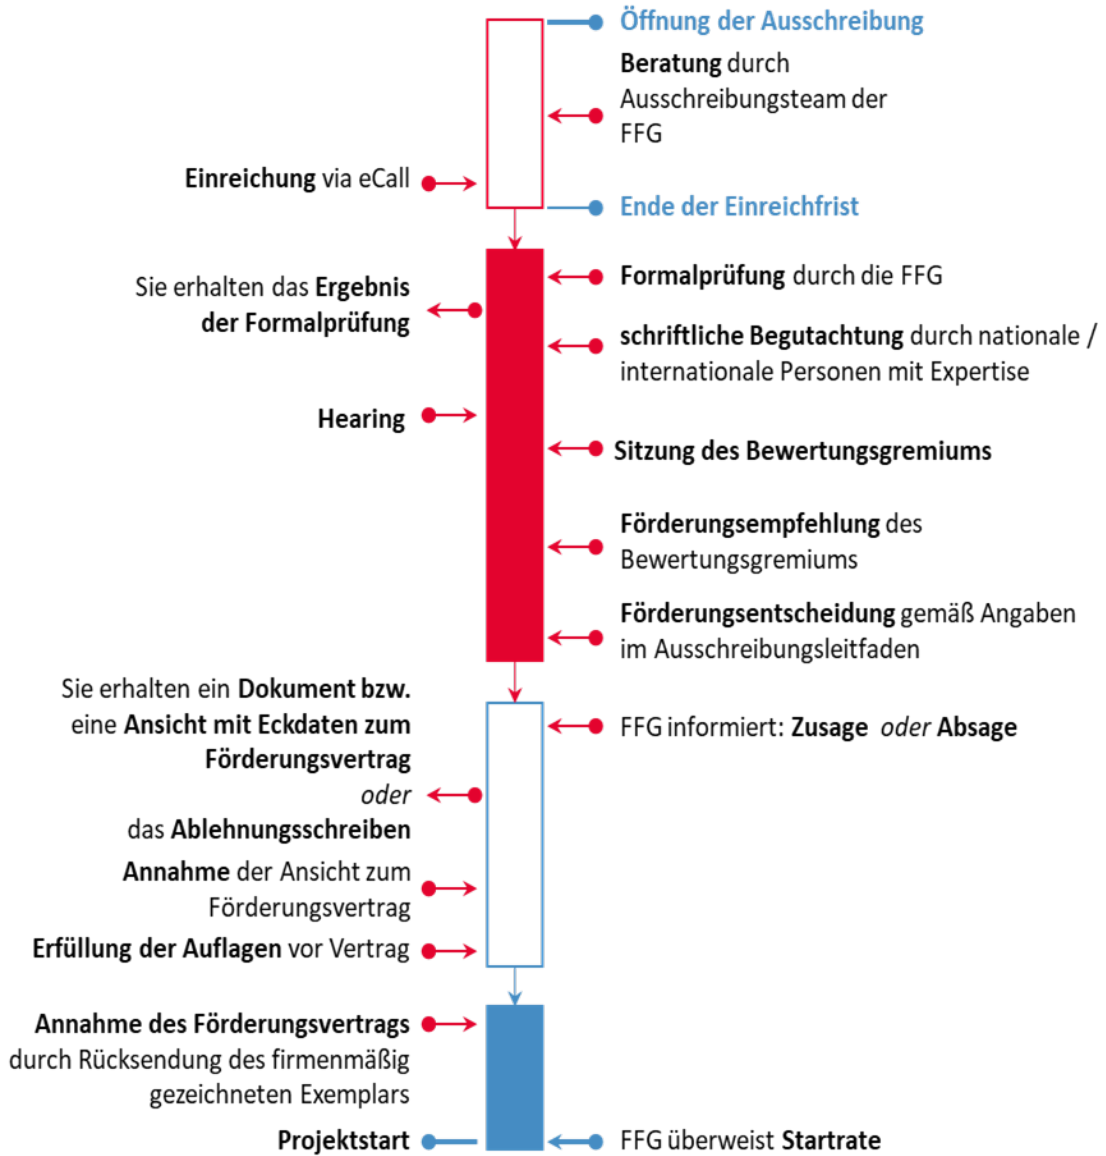 Öffnung der Ausschreibung
Beratung durch
Ausschreibungsteam der
FFG
Einreichung via eCall
Ende der Einreichfrist
Formalprüfung durch die FFG
Sie erhalten das Ergebnis
der Formalprüfung
schriftliche Begutachtung durch nationale /
internationale Personen mit Expertise
Hearing
Sitzung des Bewertungsgremiums
Förderungsempfehlung des
Bewertungsgremiums
Förderungsentscheidung gemäß Angaben
im Ausschreibungsleitfaden
Sie erhalten ein Dokument bzw.
eine Ansicht mit Eckdaten zum
Förderungsvertrag
oder
das Ablehnungsschreiben
FFG informiert: Zusage oder Absage
Annahme der Ansicht zum
Förderungsvertrag
Erfüllung der Auflagen vor Vertrag
Annahme des Förderungsvertrags
durch Rücksendung des firmenmäßig
gezeichneten Exemplars
Projektstart
FFG überweist Startrate